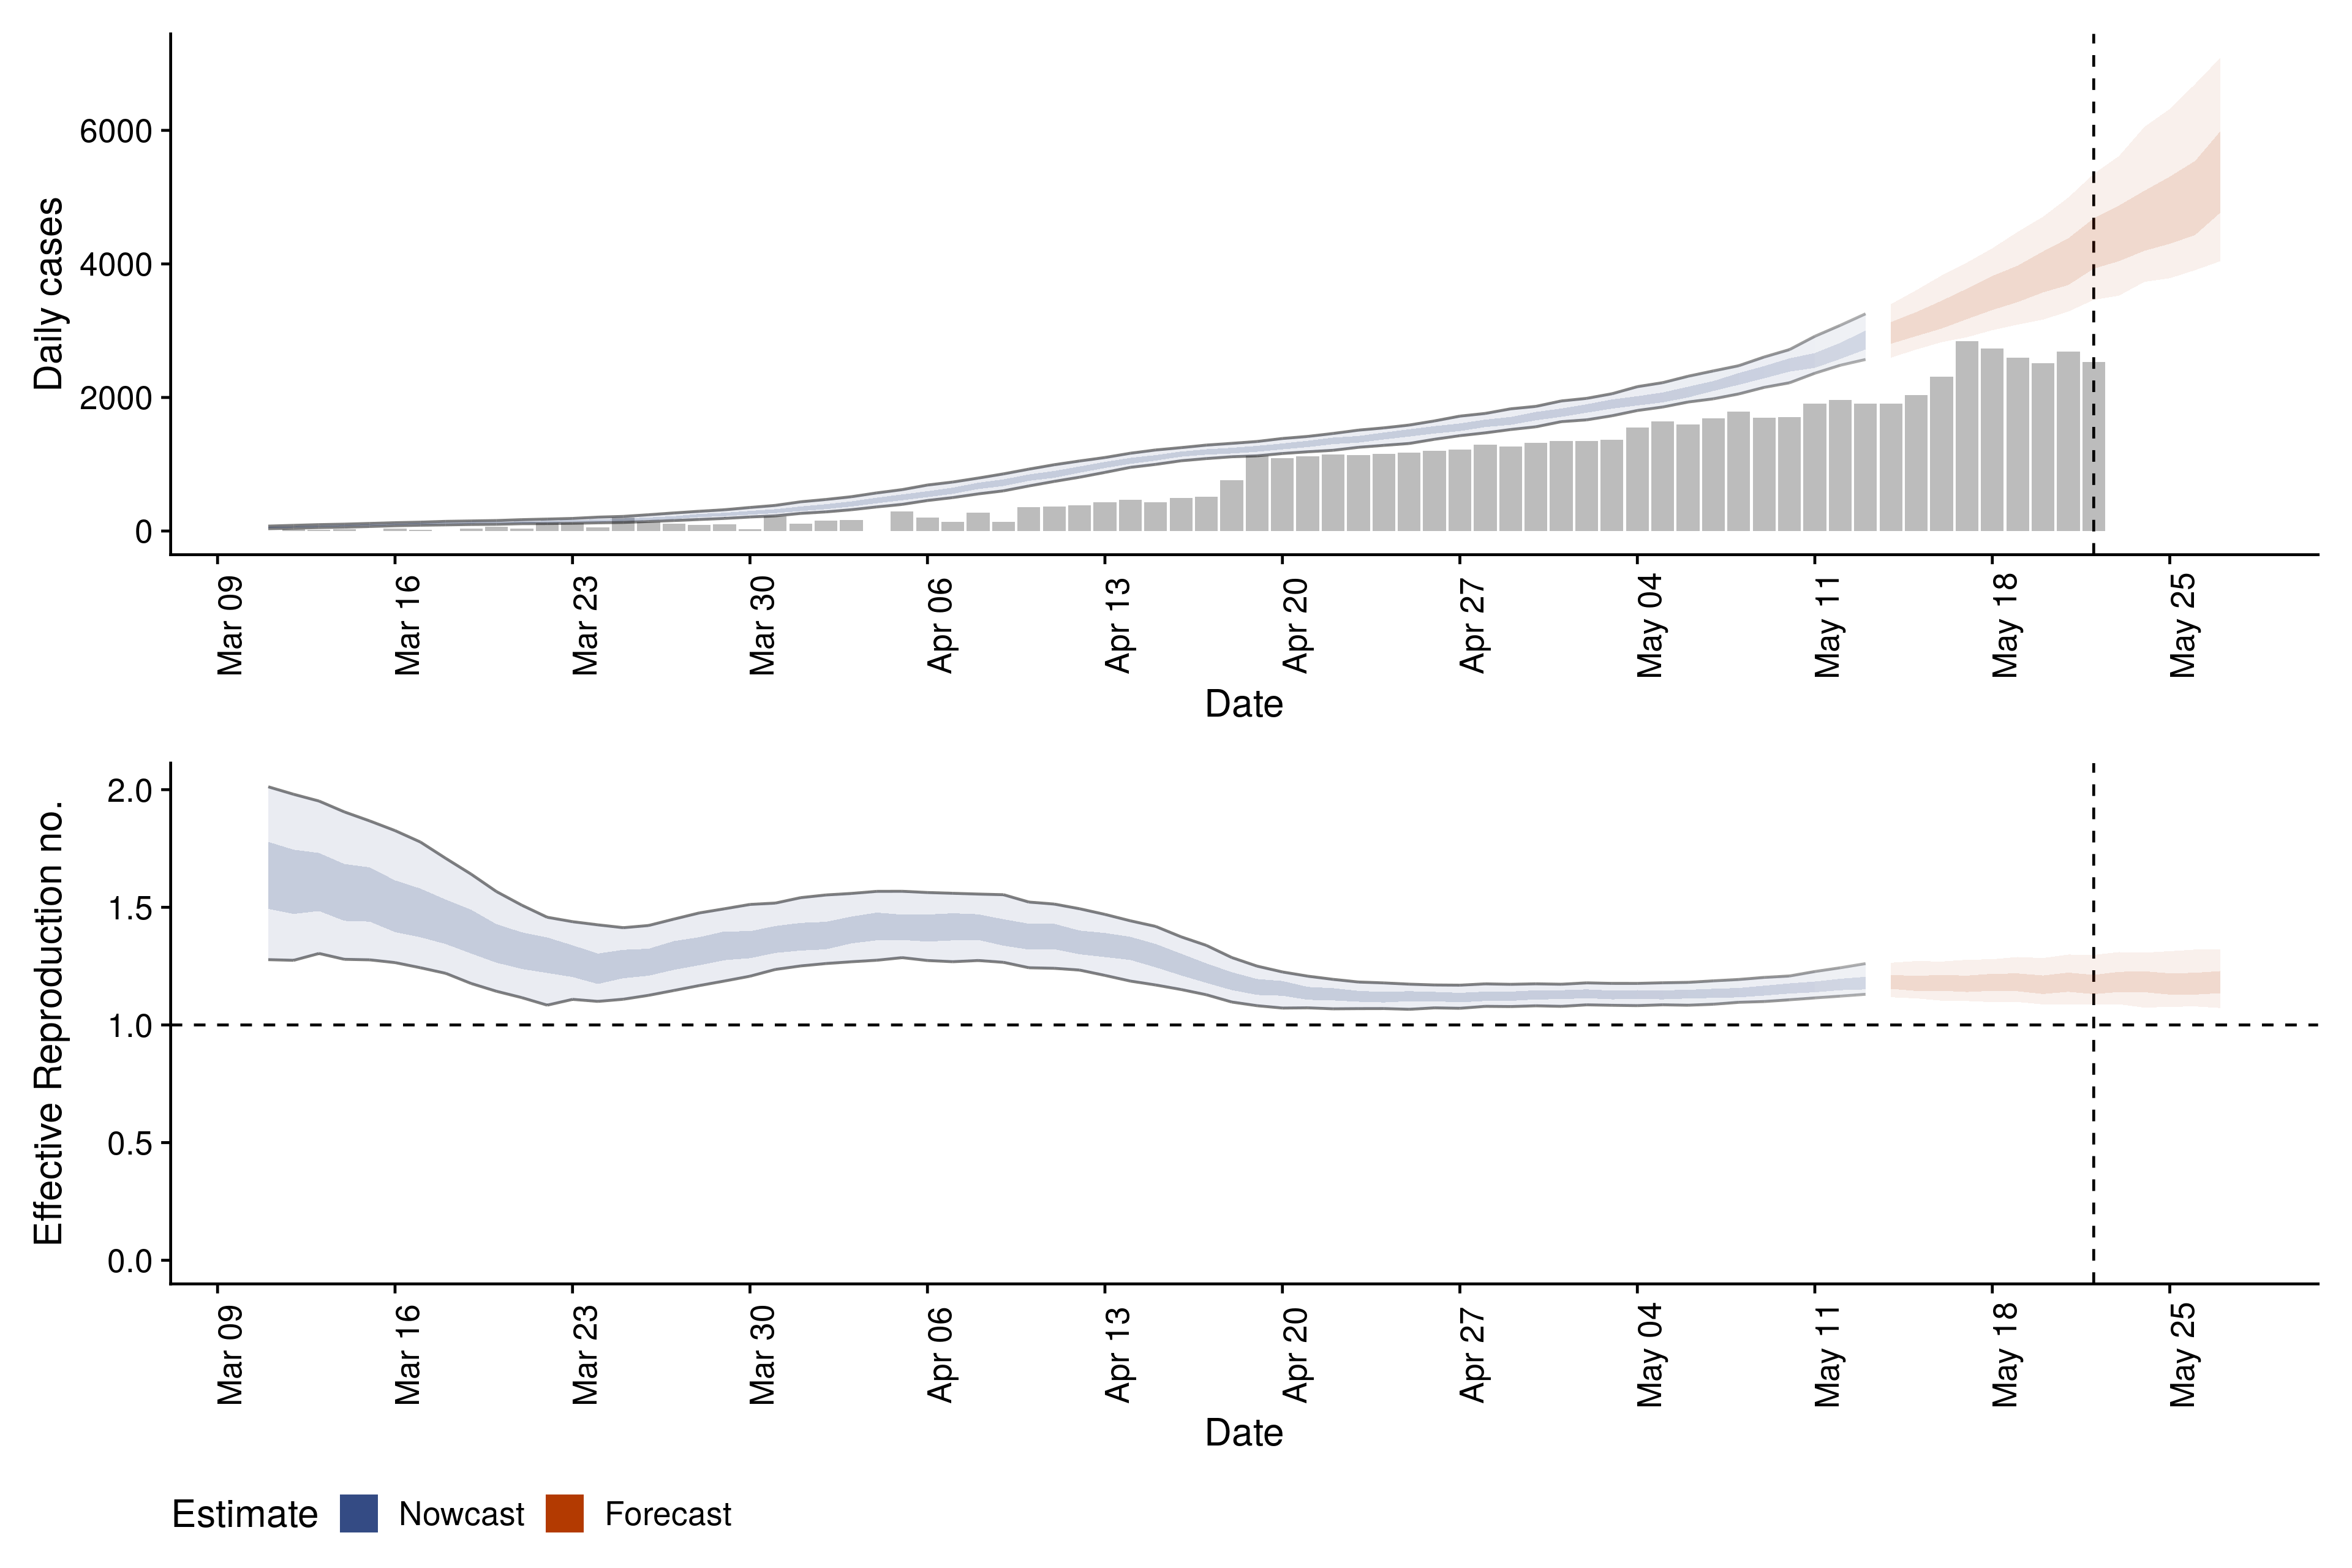 Daily cases
6000
4000
2000
0
Mar 09
Mar 16
Mar 23
Mar 30
Apr 06
Apr 13
Apr 20
Apr 27
May 04
May 11
May 18
May 25
Date
Effective Reproduction no.
2.0
1.5
1.0
0.5
0.0
Mar 09
Mar 16
Mar 23
Mar 30
Apr 06
Apr 13
Apr 20
Apr 27
May 04
May 11
May 18
May 25
Date
Estimate Nowcast Forecast